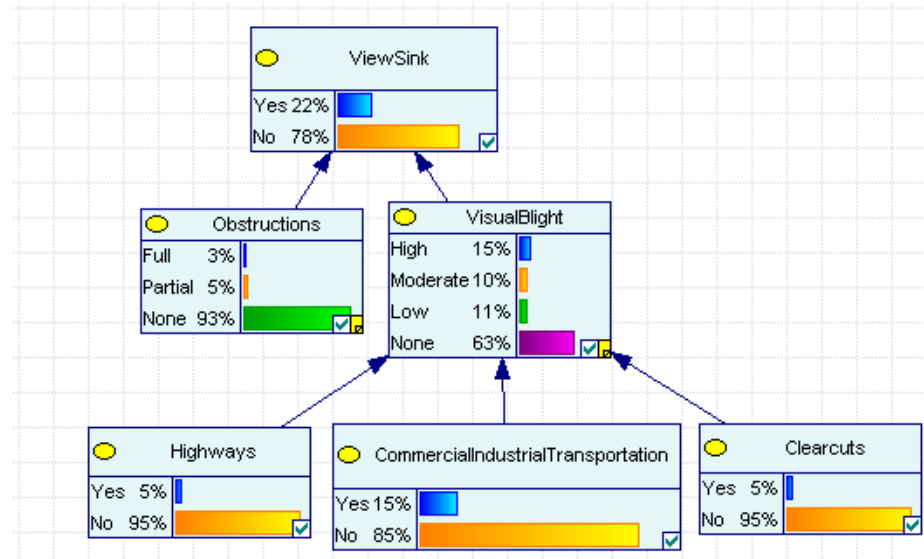 ViewSink
Yes 22%
No 78%
Obstructions
Full 3%
Partial 5%
None 93%
VisualBlight
High 15%
Moderate 10%
Low 11%
None 63%
Highways
Yes 5%
No 95%
CommercialIndustrialTransportation
Yes 15%
No 85%
Clearcuts
Yes 5%
No 95%